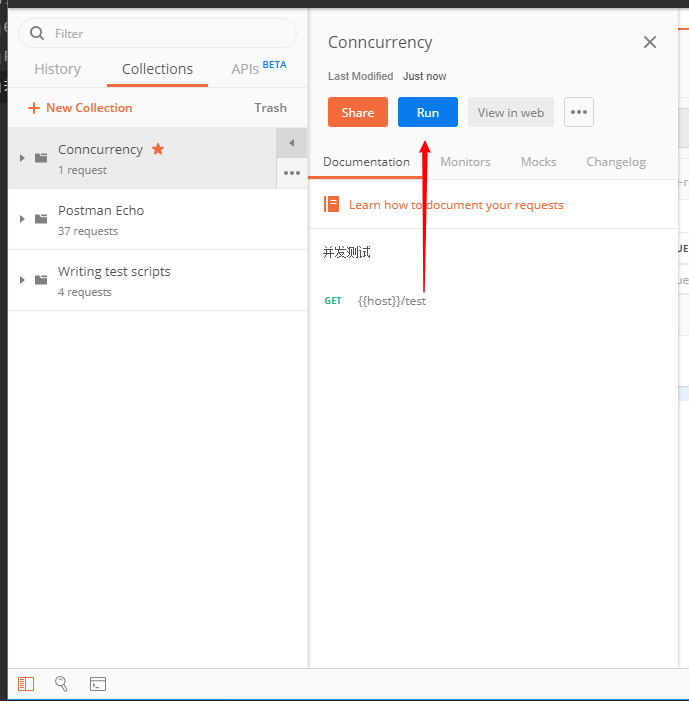 Filter
History
Collections
APIs BETA
+ New Collection
Trash
Conncurrency
1 request
Postman Echo
37 requests
Writing test scripts
4 requests
Conncurrency
Last Modified Just now
Share
Run
View in web
Documentation
Monitors
Mocks
Changelog
Learn how to document your requests
并发测试
GET {{host}}/test